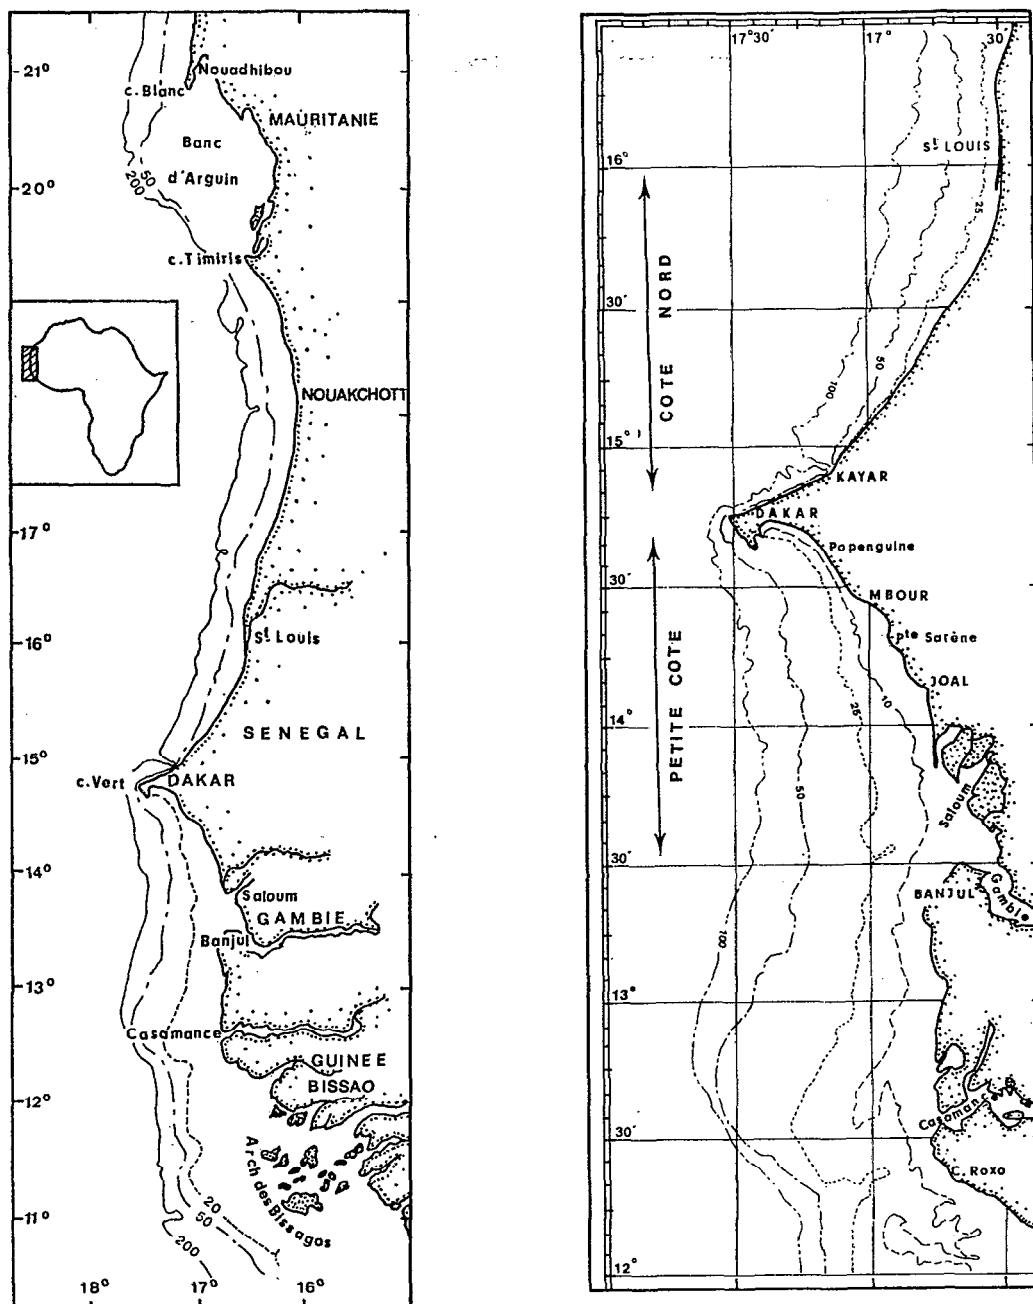 21°
Nouadhibou
c. Blanc
MAURITANIE
Banc
d'Arguin
50
200
20°
c. Timiris
NOUAKCHOTT
17°
16°
St Louis
SENEGAL
15°
c. Vert
DAKAR
14°
Saloum
GAMBIE
Banjul
13°
Casamance
GUINEE
BISSAO
12°
Arch des Bissagos
11°
20
50
200
18°
17°
16°
17°30'
17°
30'
St LOUIS
16°
25
COTE NORD
30'
50
100
15°
KAYAR
DAKAR
Popenguine
30'
MBOUR
Pte Sarène
JOAL
10
25
14°
PETITE COTE
50
Saloum
30'
BANJUL
Gambie
100
13°
Casamance
30'
C. Roxo
12°